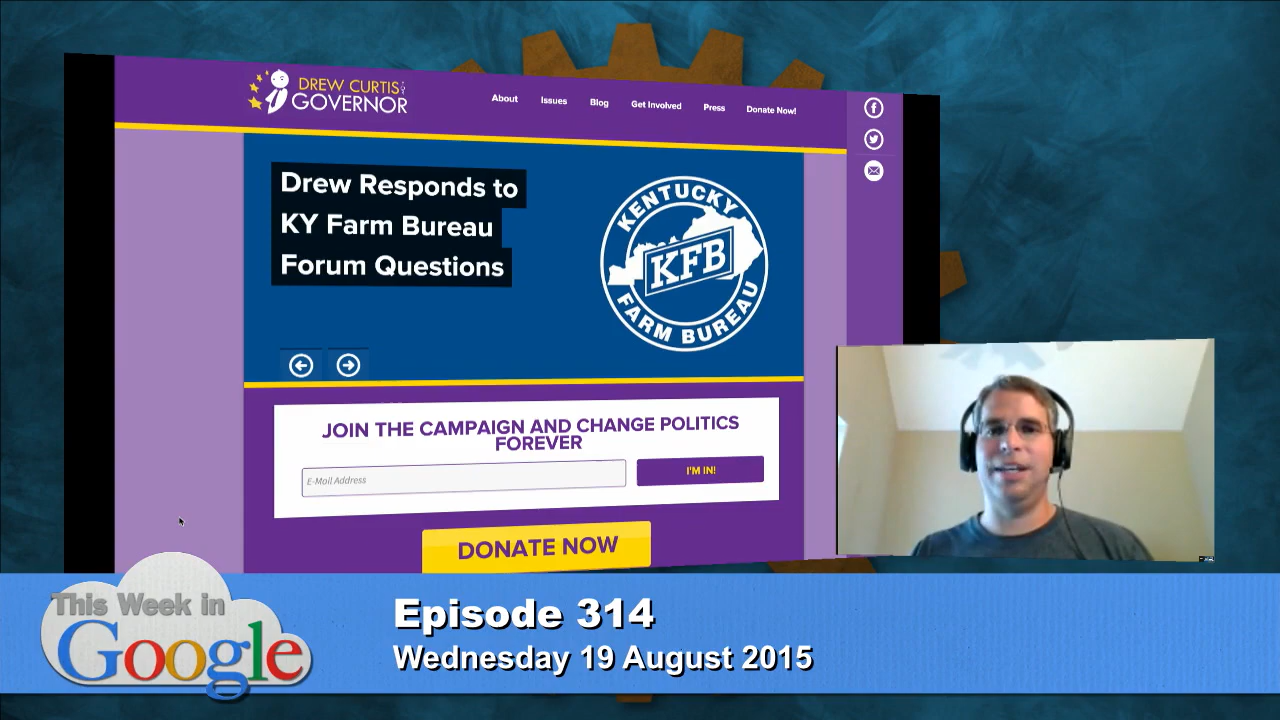 DREW CURTIS
GOVERNOR
About Issues Blog Get Involved Press Donate Now!
Drew Responds to
KY Farm Bureau
Forum Questions
KENTUCKY
KFB
FARM BUREAU
JOIN THE CAMPAIGN AND CHANGE POLITICS
FOREVER
E-Mail Address
I'M IN!
DONATE NOW
This Week in
Google
Episode 314
Wednesday 19 August 2015